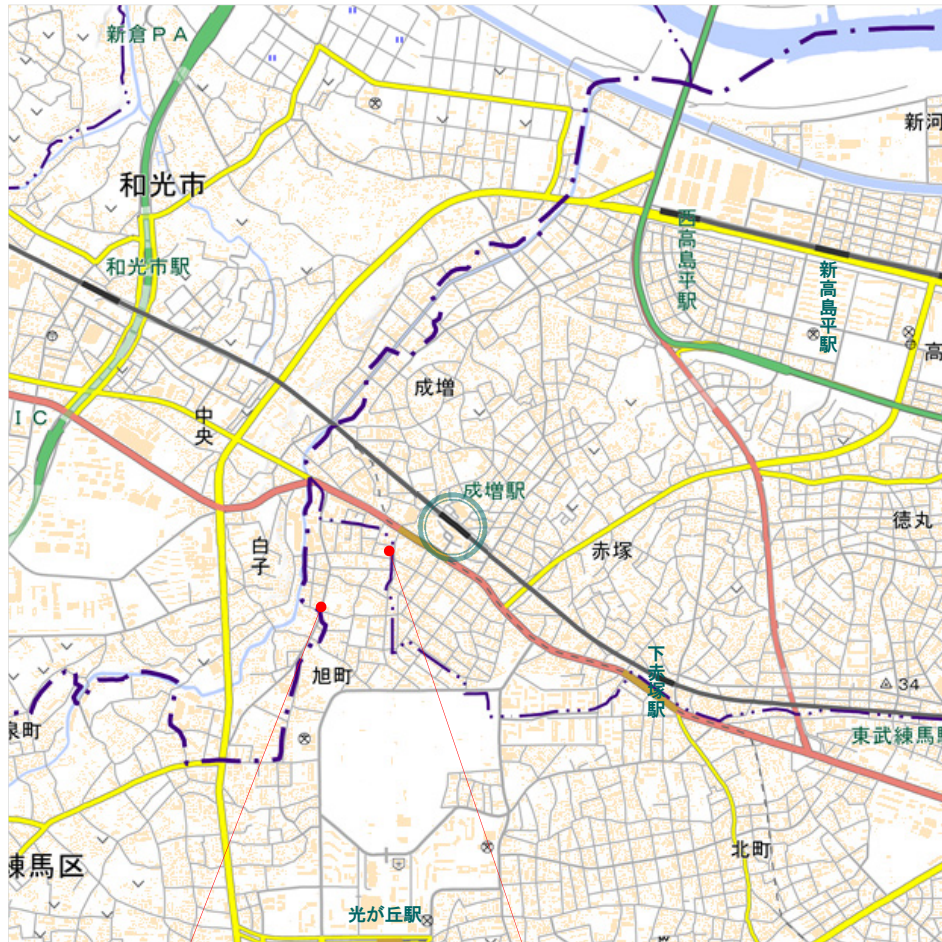 新倉PA
新河
和光市
西高島平駅
和光市駅
新高島平駅
高
成増
IC
中央
成増駅
徳丸
白子
赤塚
下赤塚駅
旭町
34
泉町
東武練馬駅
北町
練馬区
光が丘駅